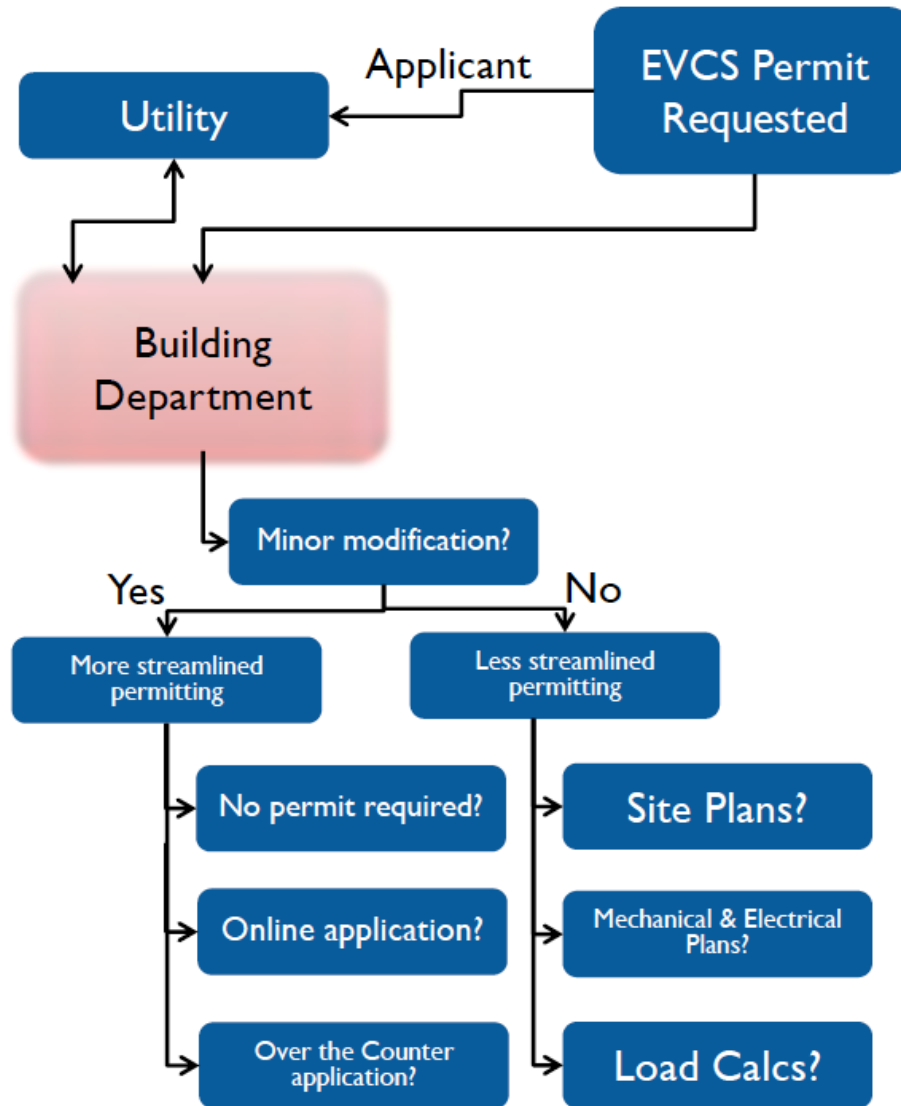 Applicant
EVCS Permit
Requested
Utility
Building
Department
Minor modification?
Yes
No
More streamlined
permitting
Less streamlined
permitting
No permit required?
Site Plans?
Online application?
Mechanical & Electrical
Plans?
Over the Counter
application?
Load Calcs?